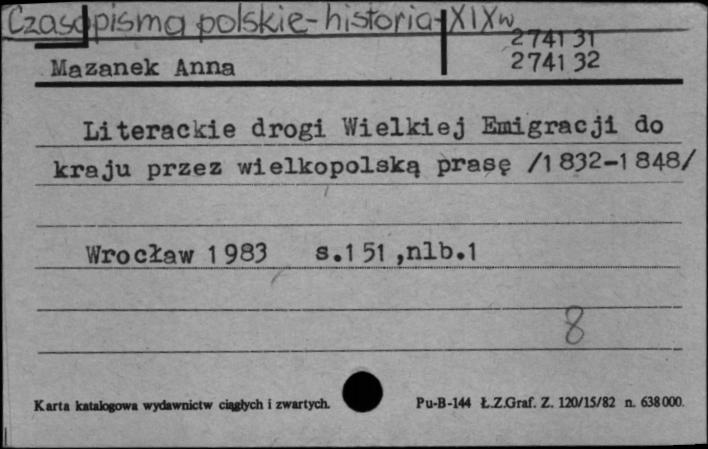 Czasopisma polskie-historia-XIXw.
274131
Mazanek Anna 274132
Literackie drogi Wielkiej Emigracji do
kraju przez wielkopolską prasę /1832-1848/
Wrocław 1983 s.151,nlb.1
8
Karta katalogowa wydawnictw ciągłych i zwartych. Pu-B-144 Ł.Z.Graf. Z. 120/15/82 n. 638000.